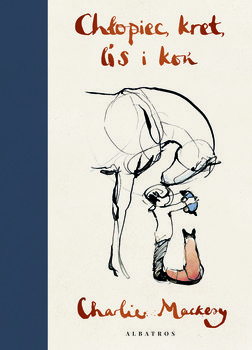 Chłopiec, kret,
lis i koń
Charlie Mackesy
ALBATROS